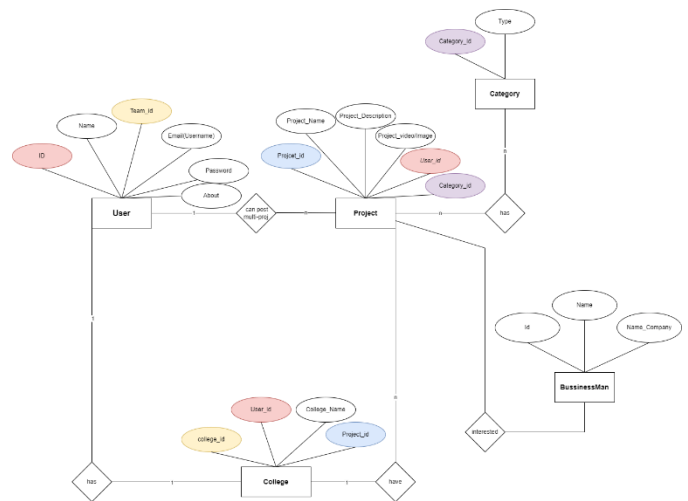 Type
Category_Id
Category
Team_id
Name
Email(Username)
ID
Password
About
User
1
can post
multi-proj
n
Project_Name
Project_Description
Project_video/Image
Projcet_id
User_id
Category_id
Project
n
has
n
Name
Id
Name_Company
BussinessMan
interested
1
n
User_Id
College_Name
college_id
Project_id
has
1
College
1
have